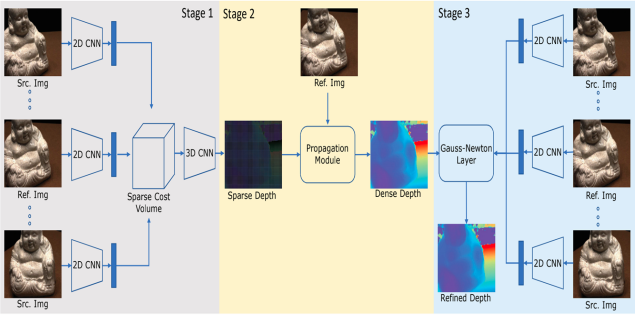 Stage 1
2D CNN
Src. Img
2D CNN
Ref. Img
2D CNN
Src. Img
Sparse Cost
Volume
3D CNN
Stage 2
Ref. Img
Sparse Depth
Propagation
Module
Dense Depth
Stage 3
Gauss-Newton
Layer
Refined Depth
2D CNN
Src. Img
2D CNN
Ref. Img
2D CNN
Src. Img